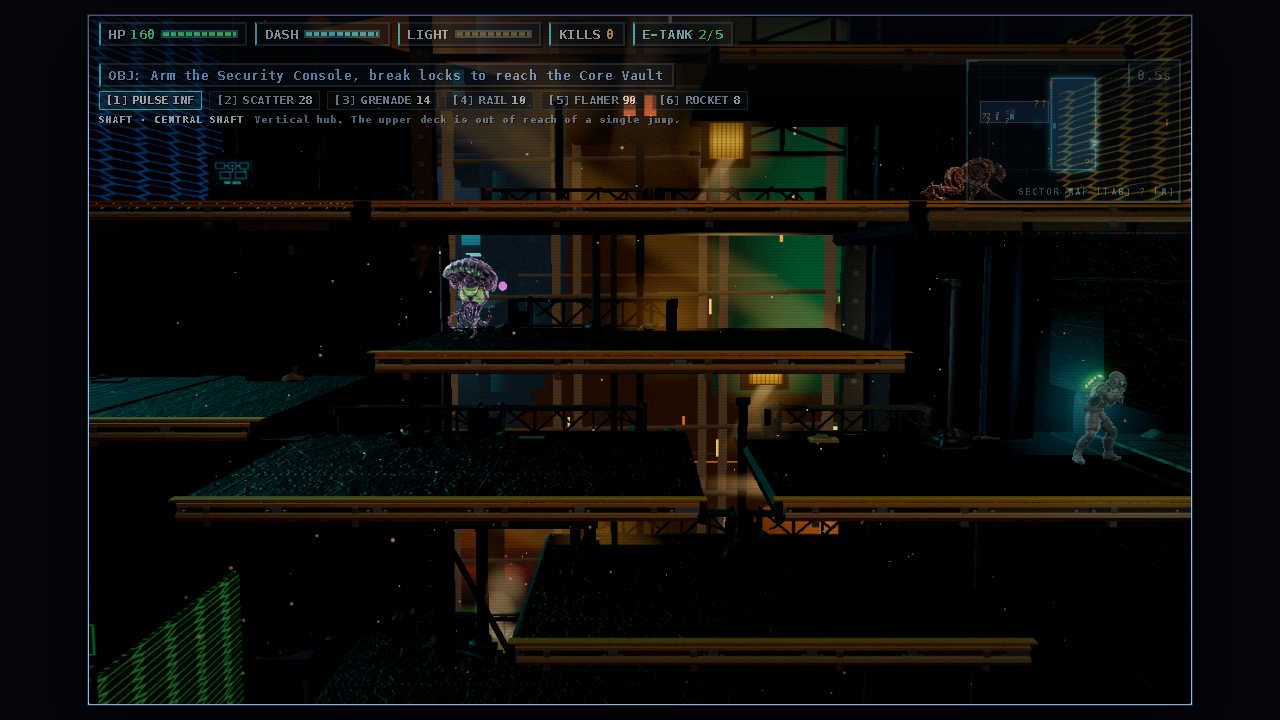 HP 160 DASH LIGHT KILLS 0 E-TANK 2/5
OBJ: Arm the Security Console, break locks to reach the Core Vault
0.5s
[1] PULSE INF [2] SCATTER 28 [3] GRENADE 14 [4] RAIL 10 [5] FLAMER 90 [6] ROCKET 8
SHAFT · CENTRAL SHAFT Vertical hub. The upper deck is out of reach of a single jump.
SECTOR MAP [TAB] ? [M]